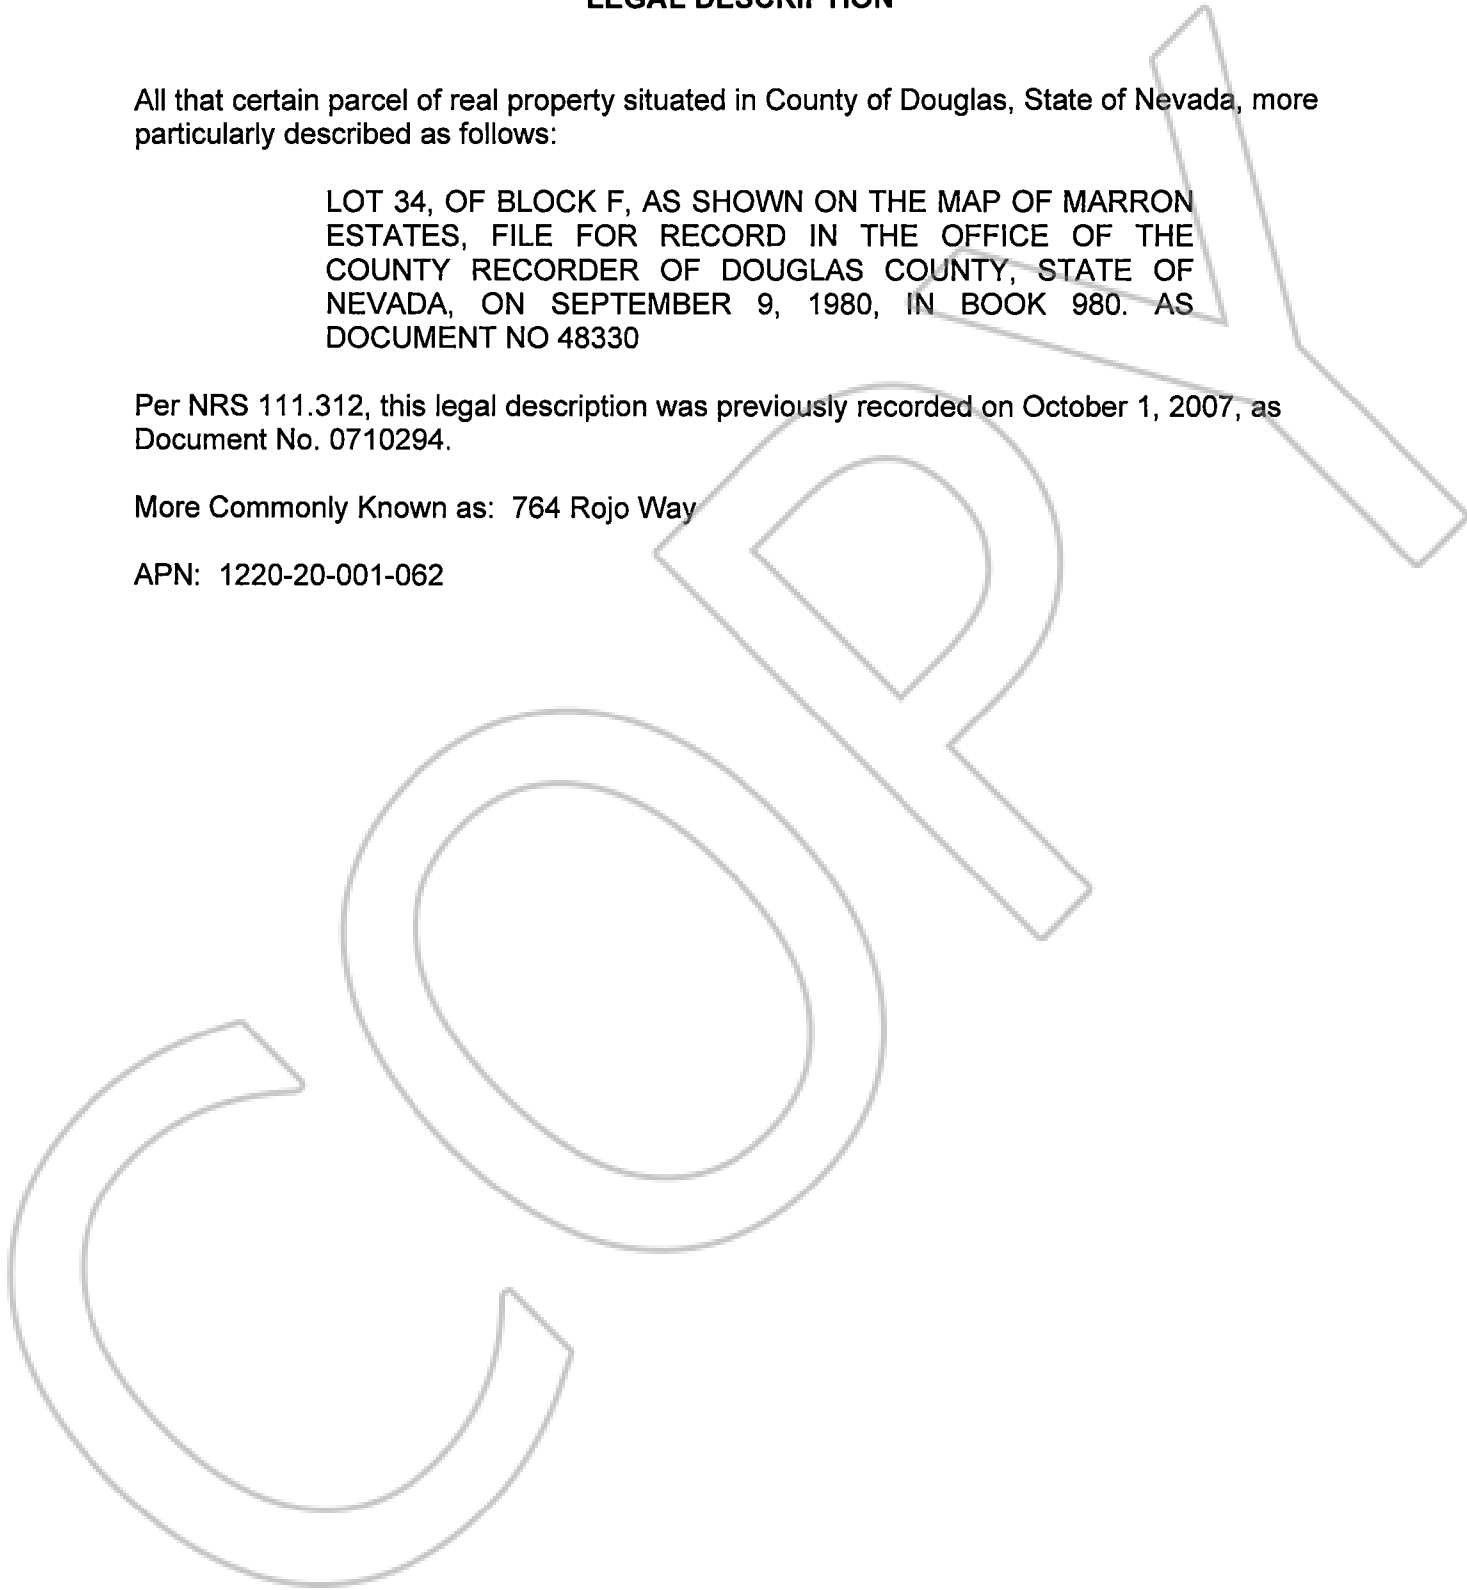 LEGAL DESCRIPTION
All that certain parcel of real property situated in County of Douglas, State of Nevada, more
particularly described as follows:
LOT 34, OF BLOCK F, AS SHOWN ON THE MAP OF MARRON
ESTATES, FILE FOR RECORD IN THE OFFICE OF THE
COUNTY RECORDER OF DOUGLAS COUNTY, STATE OF
NEVADA, ON SEPTEMBER 9, 1980, IN BOOK 980. AS
DOCUMENT NO 48330
Per NRS 111.312, this legal description was previously recorded on October 1, 2007, as
Document No. 0710294.
More Commonly Known as: 764 Rojo Way
APN: 1220-20-001-062
COPY